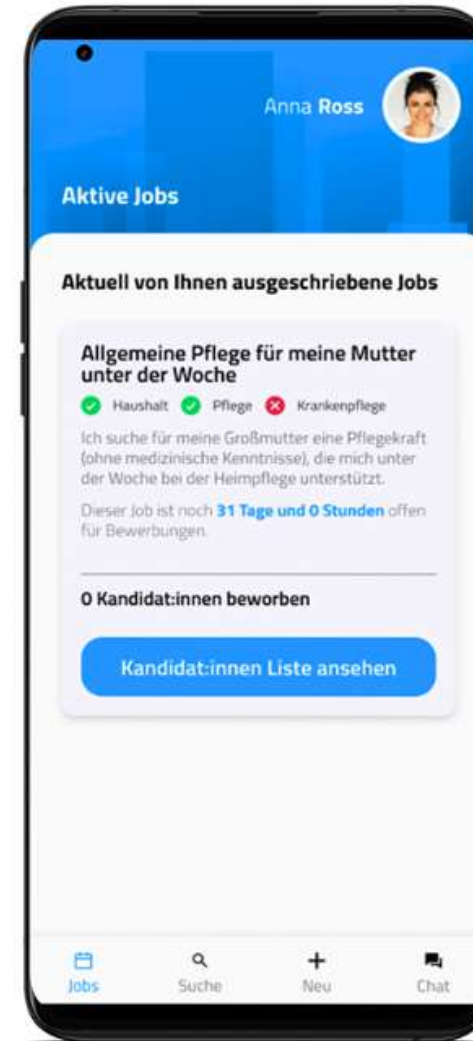 Anna Ross
Aktive Jobs
Aktuell von Ihnen ausgeschriebene Jobs
Allgemeine Pflege für meine Mutter
unter der Woche
Haushalt Pflege Krankenpflege
Ich suche für meine Großmutter eine Pflegekraft
(ohne medizinische Kenntnisse), die mich unter
der Woche bei der Heimpflege unterstützt.
Dieser Job ist noch 31 Tage und 0 Stunden offen
für Bewerbungen.
0 Kandidat:innen beworben
Kandidat:innen Liste ansehen
Jobs Suche Neu Chat